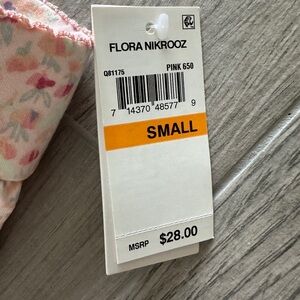 FLORA NIKROOZ
Q81175 PINK 650
7 14370 48577 9
SMALL
MSRP $28.00